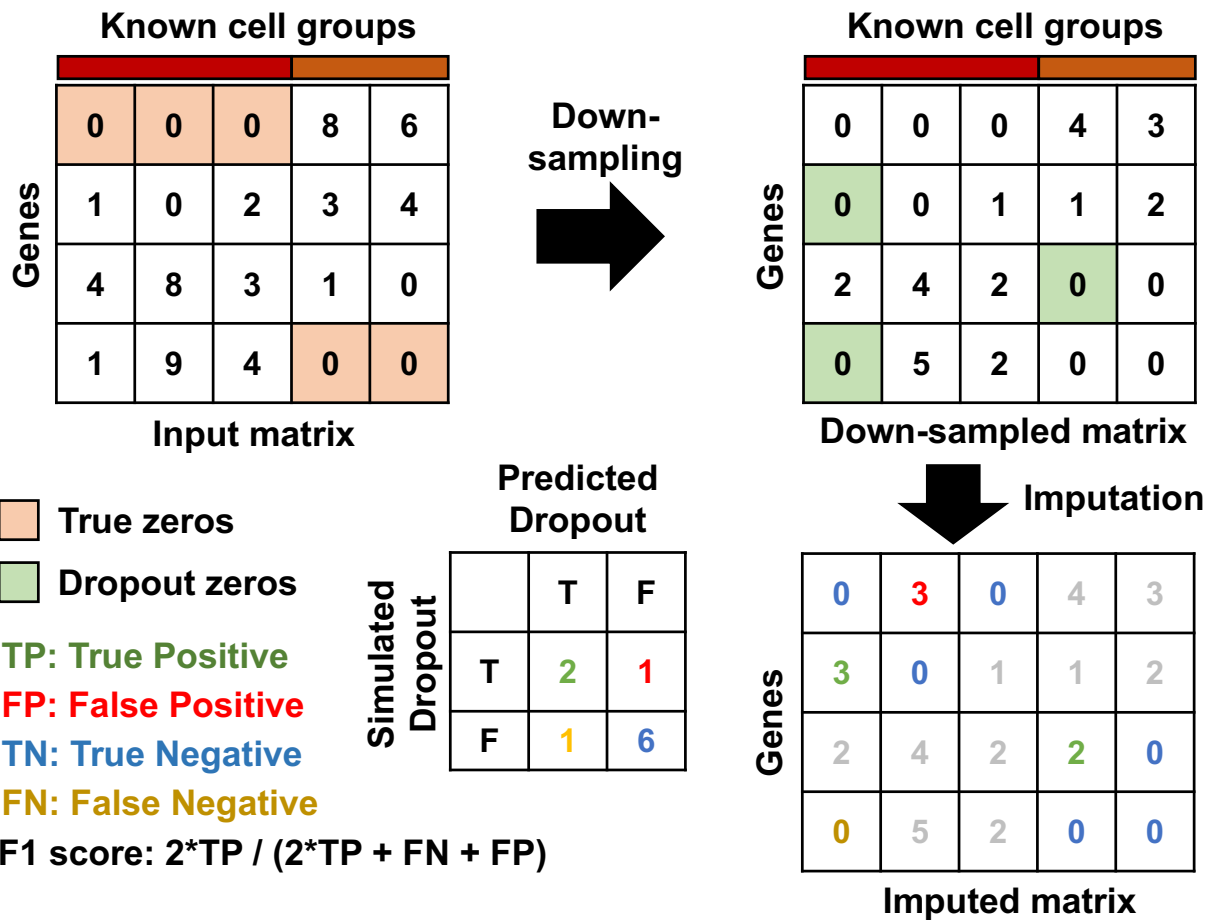 Known cell groups
Genes
0 0 0 8 6
1 0 2 3 4
4 8 3 1 0
1 9 4 0 0
Input matrix
Down-
sampling
Known cell groups
Genes
0 0 0 4 3
0 0 1 1 2
2 4 2 0 0
0 5 2 0 0
Down-sampled matrix
Imputation
True zeros
Dropout zeros
TP: True Positive
FP: False Positive
TN: True Negative
FN: False Negative
F1 score: 2*TP / (2*TP + FN + FP)
Predicted
Dropout
Simulated
Dropout
T F
T 2 1
F 1 6
Genes
0 3 0 4 3
3 0 1 1 2
2 4 2 2 0
0 5 2 0 0
Imputed matrix